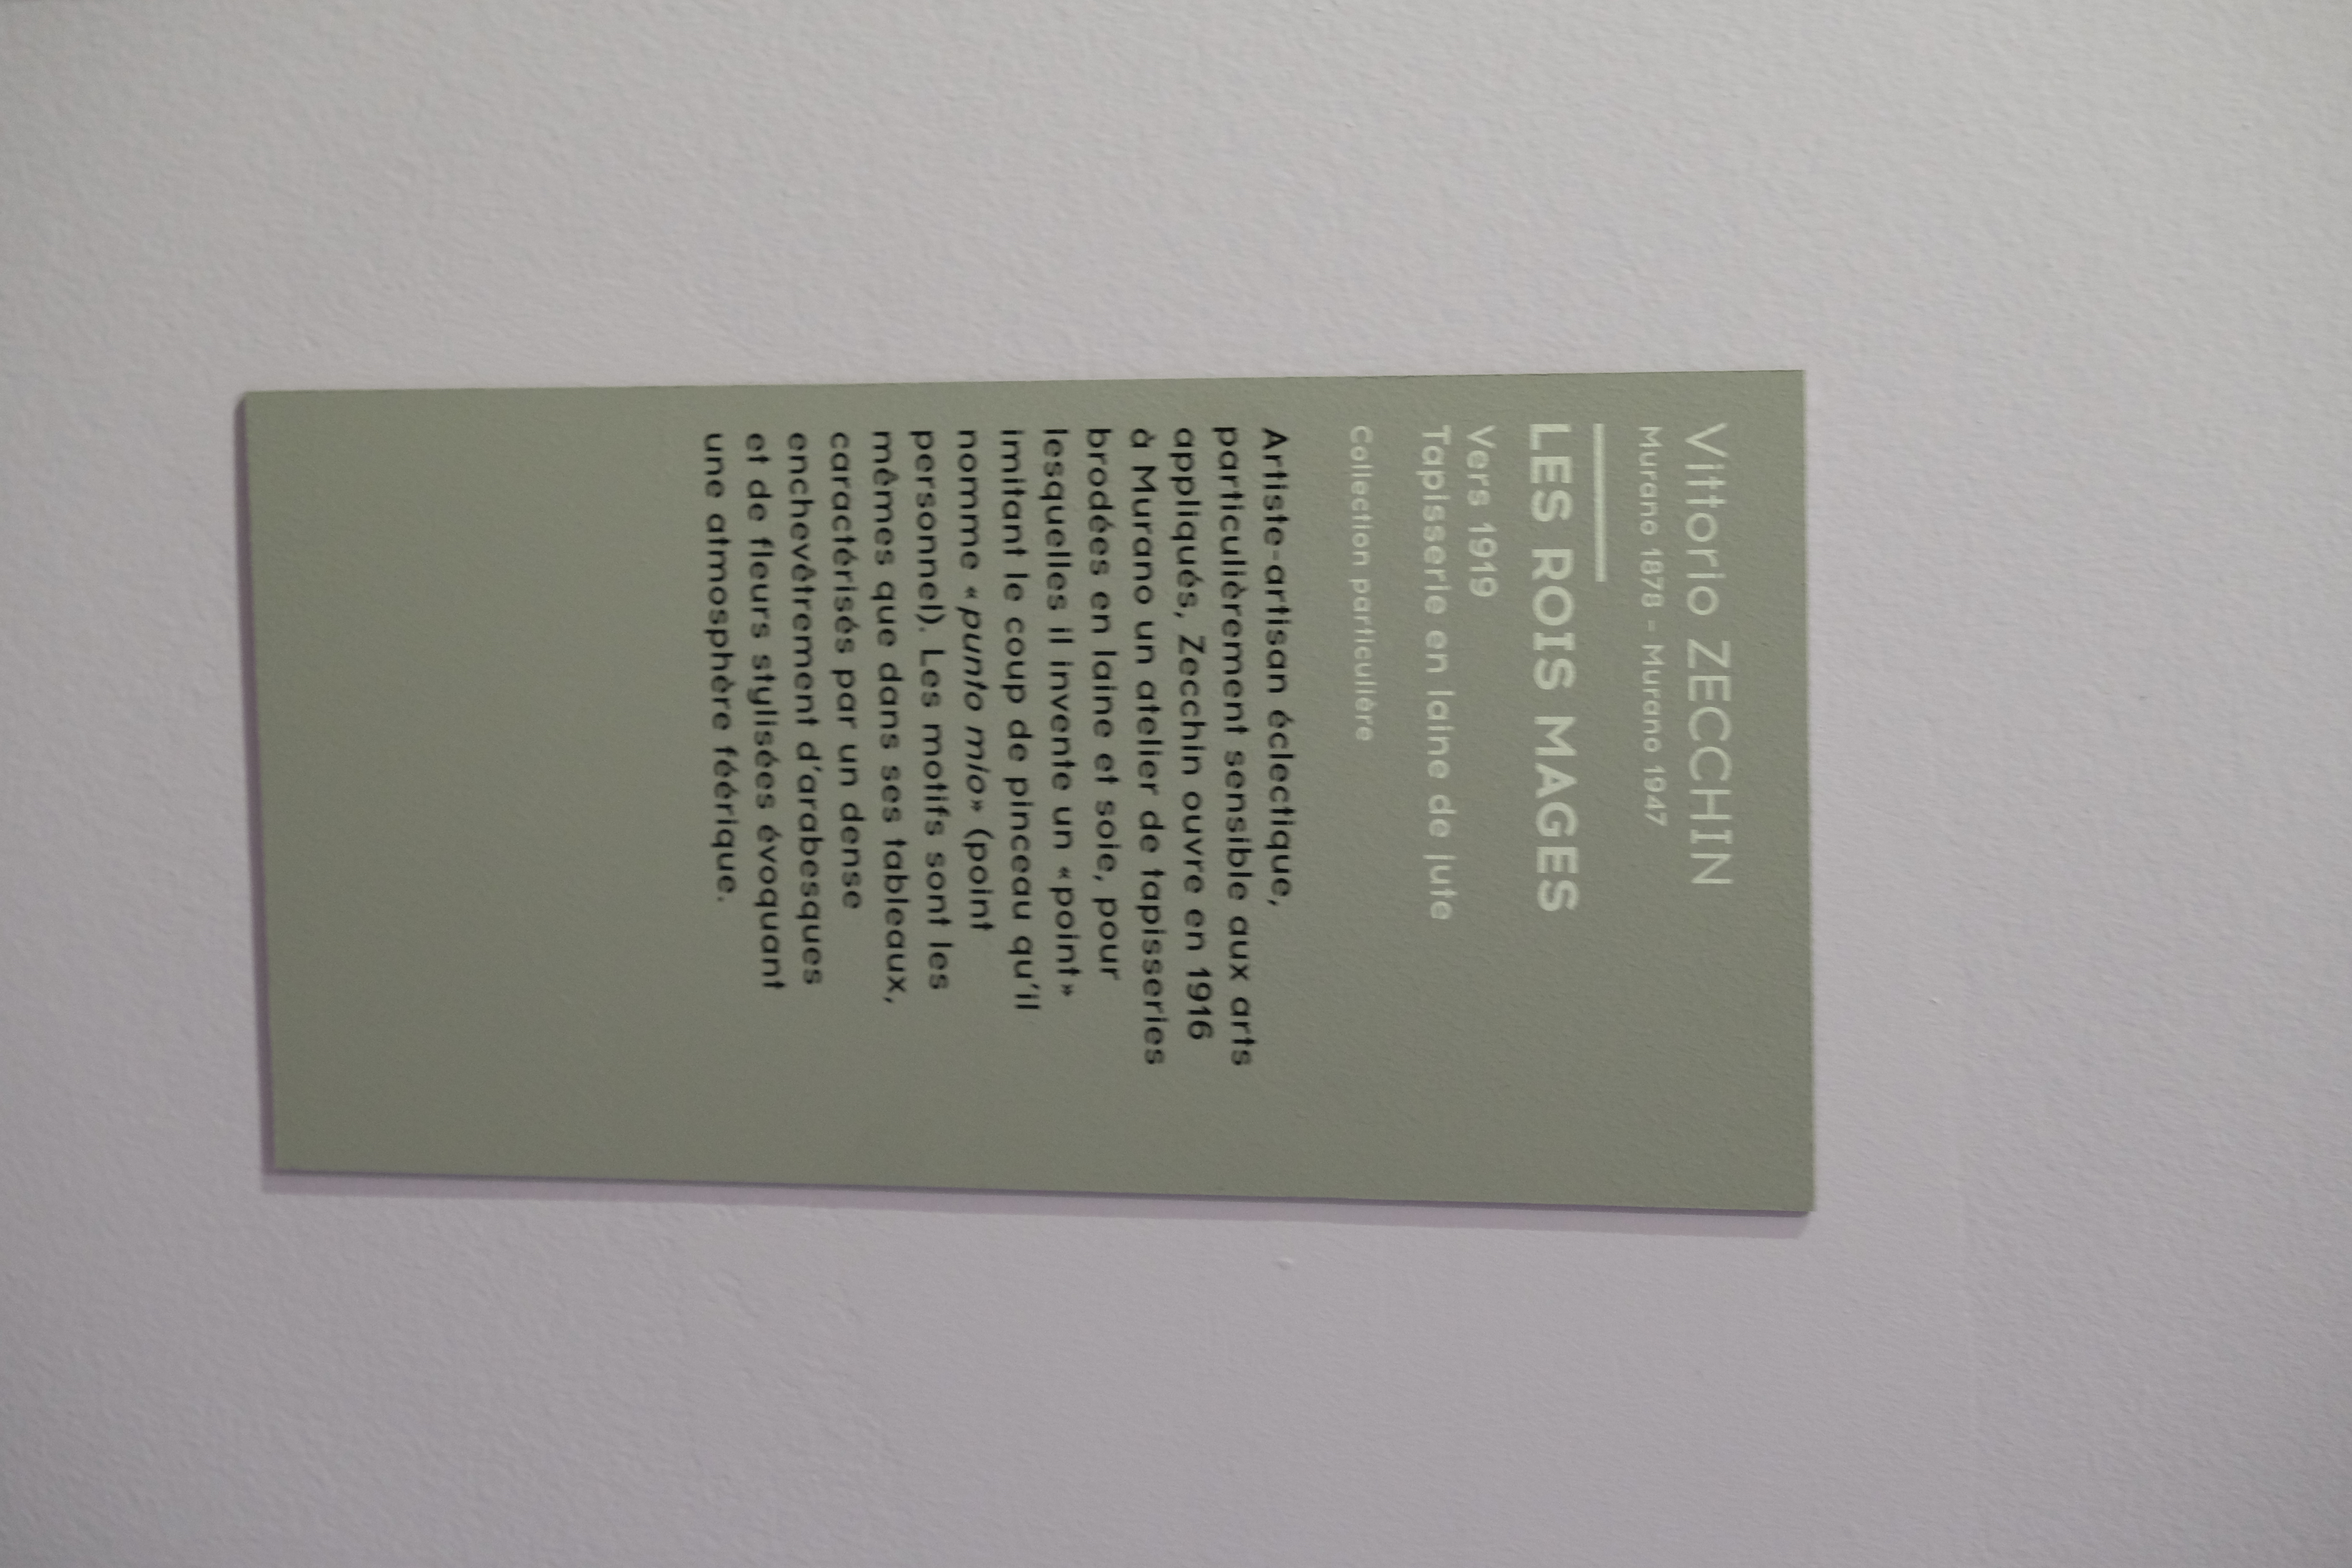 Vittorio ZECCHIN
Murano 1878 – Murano 1947
LES ROIS MAGES
Vers 1919
Tapisserie en laine de jute
Collection particulière
Artiste-artisan éclectique,
particulièrement sensible aux arts
appliqués, Zecchin ouvre en 1916
à Murano un atelier de tapisseries
brodées en laine et soie, pour
lesquelles il invente un «point»
imitant le coup de pinceau qu'il
nomme «punto mio» (point
personnel). Les motifs sont les
mêmes que dans ses tableaux,
caractérisés par un dense
enchevêtrement d'arabesques
et de fleurs stylisées évoquant
une atmosphère féérique.